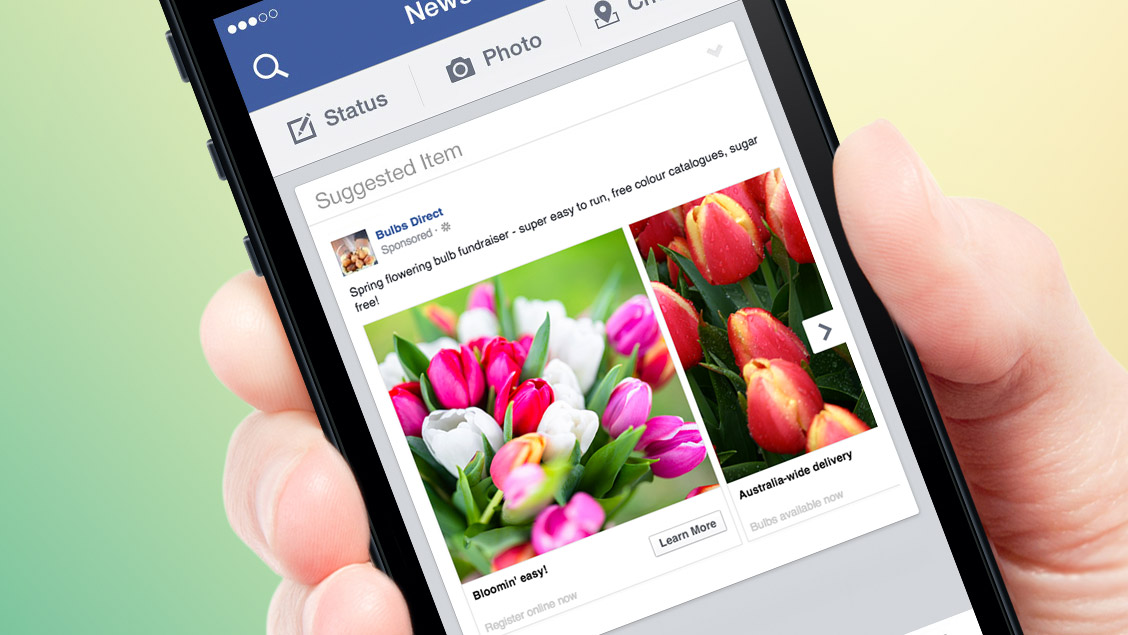 News
Status
Photo
Suggested Item
Bulbs Direct
Sponsored ·
Spring flowering bulb fundraiser - super easy to run, free colour catalogues, sugar
free!
Bloomin' easy!
Register online now
Learn More
Australia-wide delivery
Bulbs available now